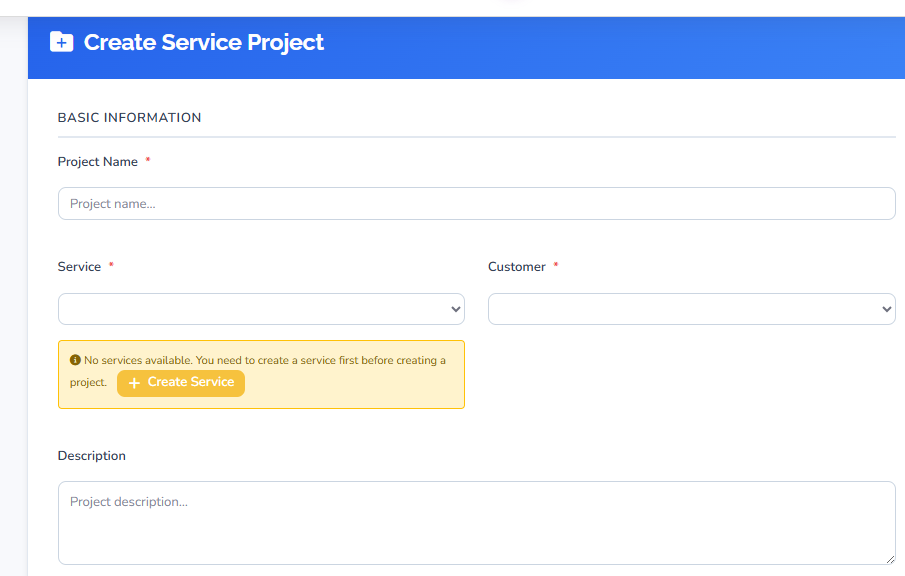 Create Service Project
BASIC INFORMATION
Project Name *
Project name...
Service *
Customer *
No services available. You need to create a service first before creating a
project. + Create Service
Description
Project description...